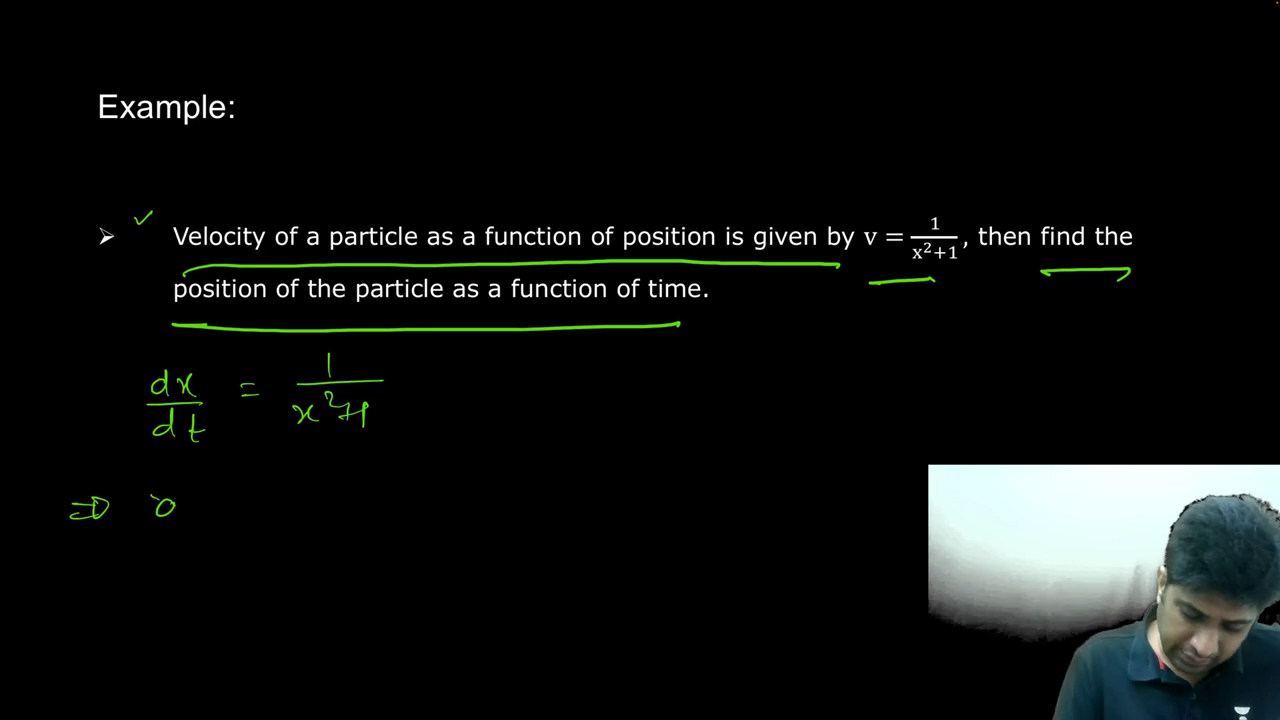 Example:
➢ ✓ Velocity of a particle as a function of position is given by v = 1/(x²+1), then find the
position of the particle as a function of time.
dx/dt = 1/(x²+1)
⇒